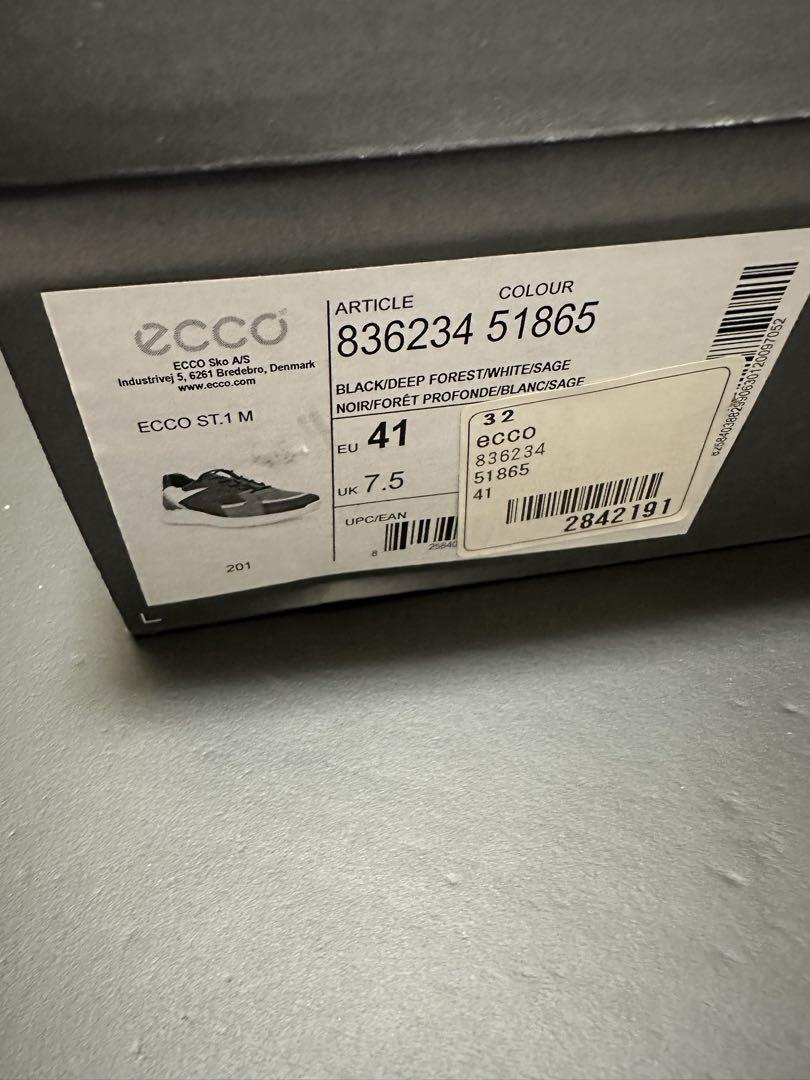 ecco
ECCO Sko A/S
Industrivej 5, 6261 Bredebro, Denmark
www.ecco.com
ECCO ST.1 M
201
ARTICLE COLOUR
836234 51865
BLACK/DEEP FOREST/WHITE/SAGE
NOIR/FORÊT PROFONDE/BLANC/SAGE
EU 41
UK 7.5
UPC/EAN
8
32
ecco
836234
51865
41
2842191